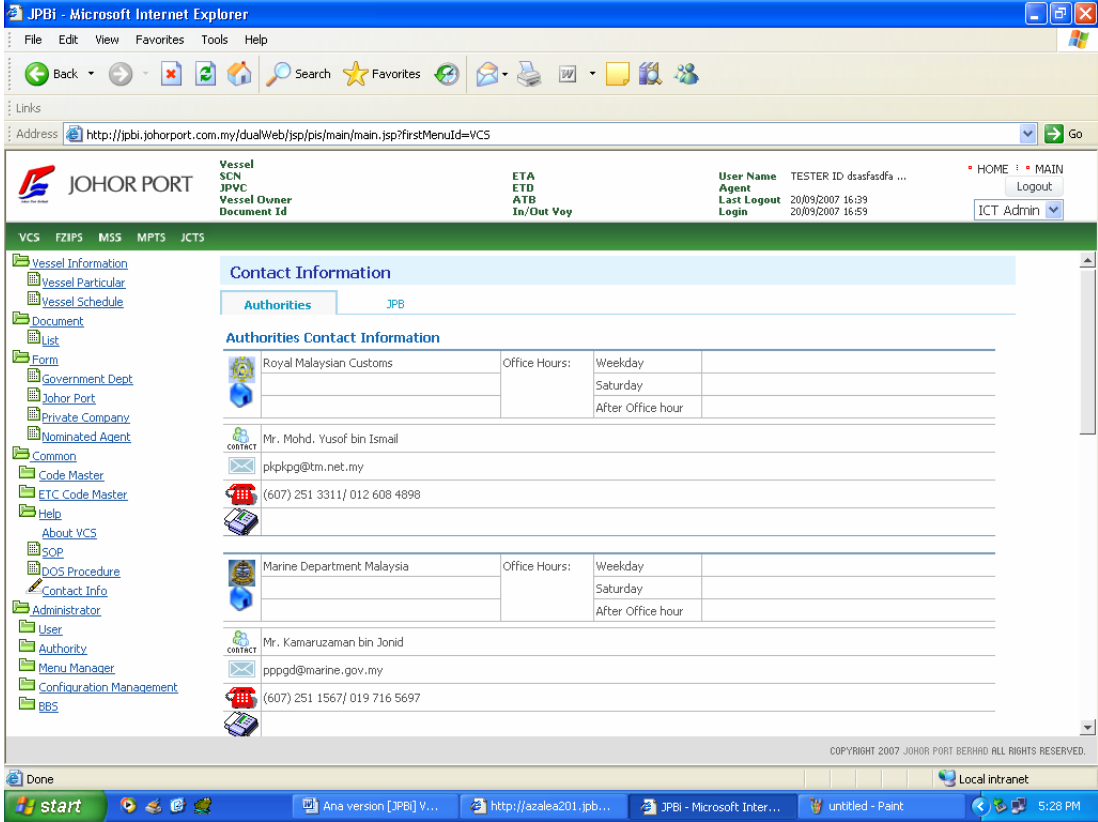 JPBi - Microsoft Internet Explorer
File Edit View Favorites Tools Help
Back Search Favorites
Links
Address http://jpbi.johorport.com.my/dualWeb/jsp/pis/main/main.jsp?firstMenuId=VCS Go
JOHOR PORT
Vessel
SCN ETA User Name TESTER ID dsasfasdfa ...
JPVC ETD Agent
Vessel Owner ATB Last Logout 20/09/2007 16:39
Document Id In/Out Voy Login 20/09/2007 16:59
HOME MAIN
Logout
ICT Admin
VCS FZIPS MSS MPTS JCTS
Vessel Information
Vessel Particular
Vessel Schedule
Document
List
Form
Government Dept
Johor Port
Private Company
Nominated Agent
Common
Code Master
ETC Code Master
Help
About VCS
SOP
DOS Procedure
Contact Info
Administrator
User
Authority
Menu Manager
Configuration Management
BBS
Contact Information
Authorities JPB
Authorities Contact Information
Royal Malaysian Customs Office Hours: Weekday
Saturday
After Office hour
CONTACT Mr. Mohd. Yusof bin Ismail
pkpkpg@tm.net.my
(607) 251 3311/ 012 608 4898
Marine Department Malaysia Office Hours: Weekday
Saturday
After Office hour
CONTACT Mr. Kamaruzaman bin Jonid
pppgd@marine.gov.my
(607) 251 1567/ 019 716 5697
COPYRIGHT 2007 JOHOR PORT BERHAD ALL RIGHTS RESERVED.
Done Local intranet
start Ana version [JPBi] V... http://azalea201.jpb... JPBi - Microsoft Inter... untitled - Paint 5:28 PM